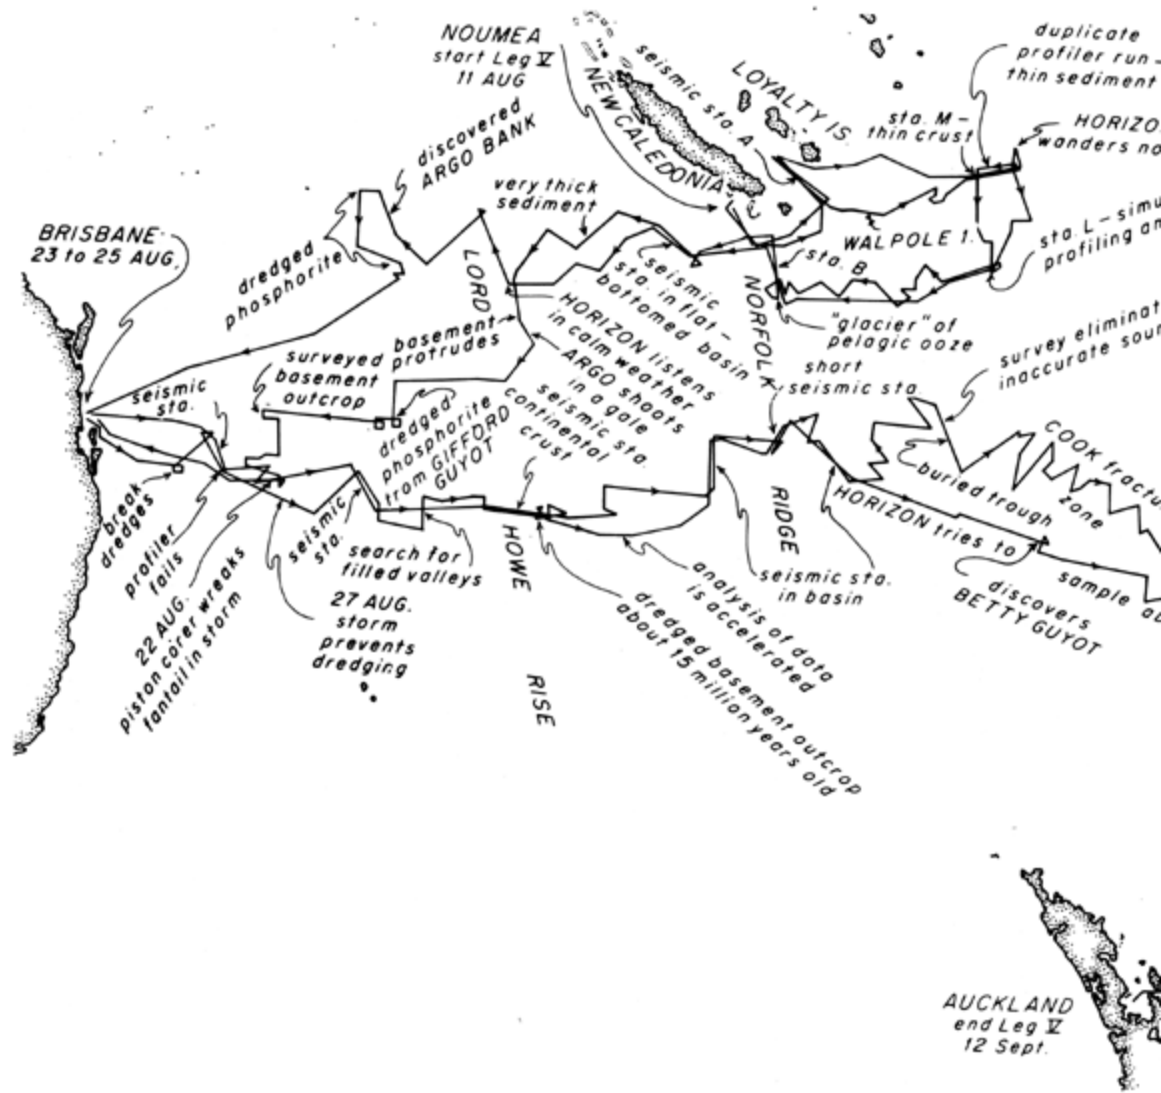 NOUMEA
start Leg V
11 AUG
seismic sta. A
NEW CALEDONIA
LOYALTY IS
duplicate
profiler run—
thin sediment
sta. M—
thin crust
HORIZO
wanders no
discovered
ARGO BANK
very thick
sediment
BRISBANE
23 to 25 AUG.
dredged
phosphorite
WALPOLE I.
sta. B
sta. L—simu
profiling an
LORD
HOWE
RISE
NORFOLK
RIDGE
seismic
sta. in flat-
bottomed basin
HORIZON listens
in calm weather
ARGO shoots
in a gale
"glacier" of
pelagic ooze
survey eliminat
inaccurate soun
short
seismic sta.
basement
protrudes
surveyed
basement
outcrop
seismic
sta.
dredged
phosphorite
from GIFFORD
GUYOT
seismic sta.
continental
crust
buried trough
COOK fractu
zone
HORIZON tries to
sample au
discovers
BETTY GUYOT
break
dredges
profiler
fails
22 AUG.
piston corer wreaks
fantail in storm
seismic
sta.
27 AUG.
storm
prevents
dredging
search for
filled valleys
seismic sta.
in basin
analysis of data
is accelerated
dredged basement outcrop
about 15 million years old
AUCKLAND
end Leg V
12 Sept.